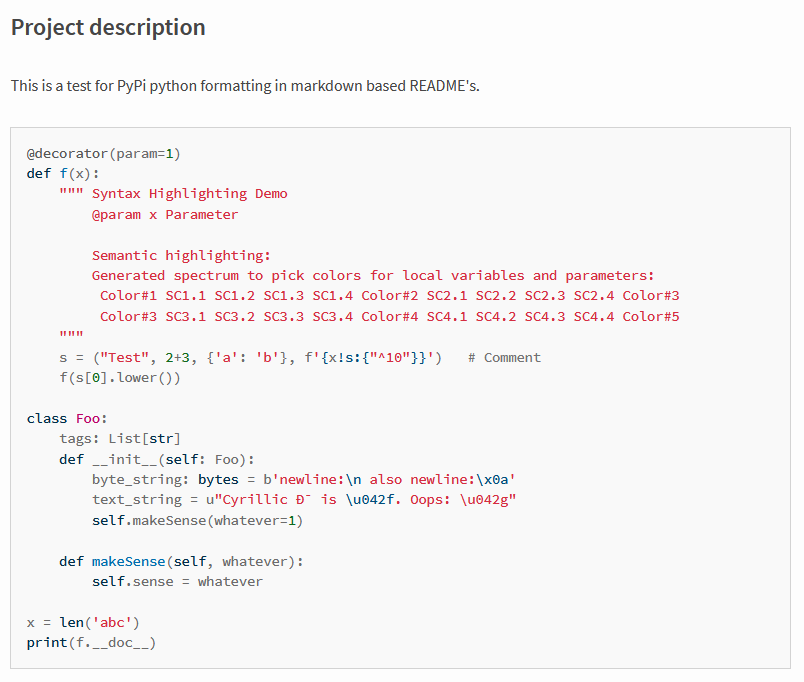 Project description
This is a test for PyPi python formatting in markdown based README's.
@decorator(param=1)
def f(x):
    """ Syntax Highlighting Demo
        @param x Parameter

        Semantic highlighting:
        Generated spectrum to pick colors for local variables and parameters:
         Color#1 SC1.1 SC1.2 SC1.3 SC1.4 Color#2 SC2.1 SC2.2 SC2.3 SC2.4 Color#3
         Color#3 SC3.1 SC3.2 SC3.3 SC3.4 Color#4 SC4.1 SC4.2 SC4.3 SC4.4 Color#5
    """
    s = ("Test", 2+3, {'a': 'b'}, f'{x!s:{"^10"}}')   # Comment
    f(s[0].lower())

class Foo:
    tags: List[str]
    def __init__(self: Foo):
        byte_string: bytes = b'newline:\n also newline:\x0a'
        text_string = u"Cyrillic Ð¯ is \u042f. Oops: \u042g"
        self.makeSense(whatever=1)

    def makeSense(self, whatever):
        self.sense = whatever

x = len('abc')
print(f.__doc__)